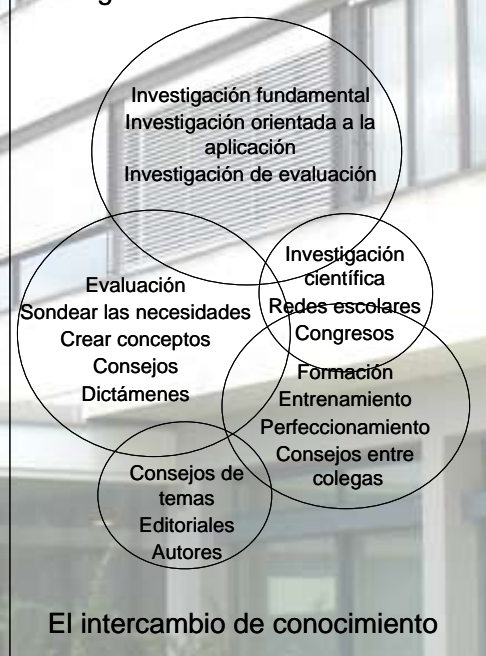 Investigación fundamental
Investigación orientada a la
aplicación
Investigación de evaluación
Investigación
científica
Redes escolares
Congresos
Evaluación
Sondear las necesidades
Crear conceptos
Consejos
Dictámenes
Formación
Entrenamiento
Perfeccionamiento
Consejos entre
colegas
Consejos de
temas
Editoriales
Autores
El intercambio de conocimiento